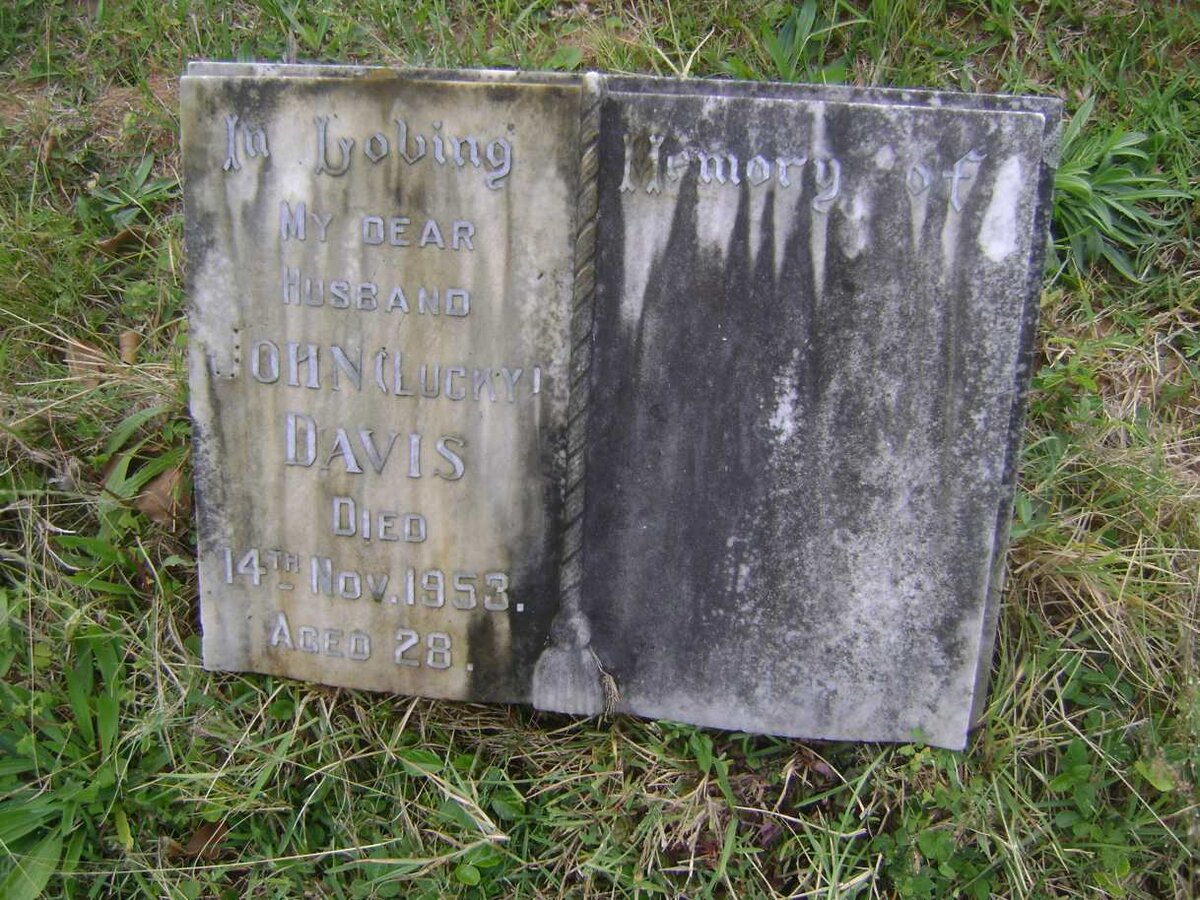 In Loving Memory of
MY DEAR
HUSBAND
JOHN (LUCKY)
DAVIS
DIED
14TH NOV. 1953.
AGED 28.